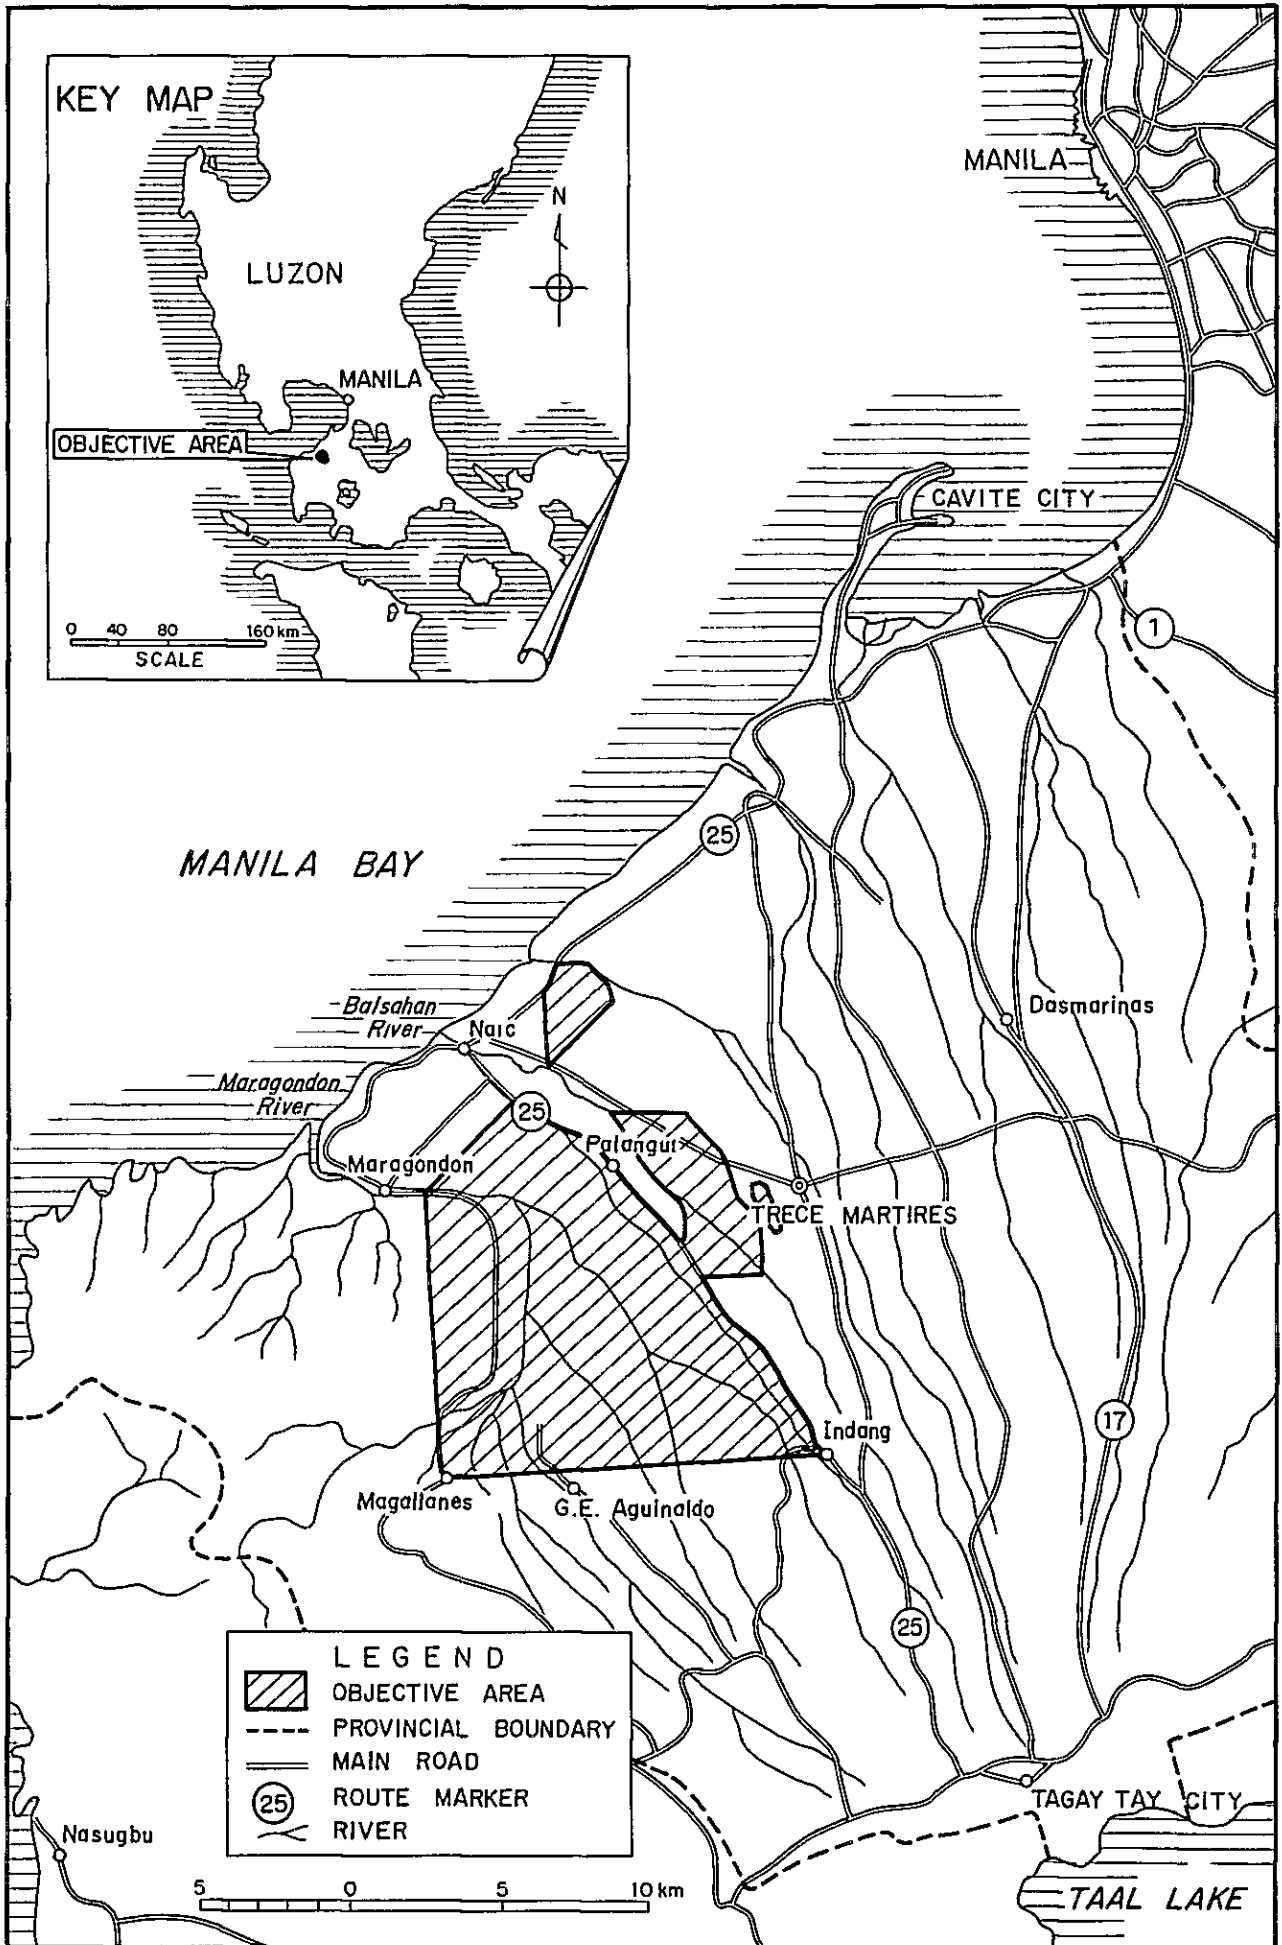 KEY MAP
N
LUZON
MANILA
OBJECTIVE AREA
0 40 80 160 km
SCALE
MANILA
CAVITE CITY
1
25
MANILA BAY
Balsahan
River
Naic
Dasmarinas
Maragondon
River
25
Palangui
Maragondon
TRECE MARTIRES
17
Indang
Magallanes
G.E. Aguinaldo
25
LEGEND
OBJECTIVE AREA
PROVINCIAL BOUNDARY
MAIN ROAD
25 ROUTE MARKER
RIVER
TAGAY TAY CITY
Nasugbu
5 0 5 10 km
TAAL LAKE